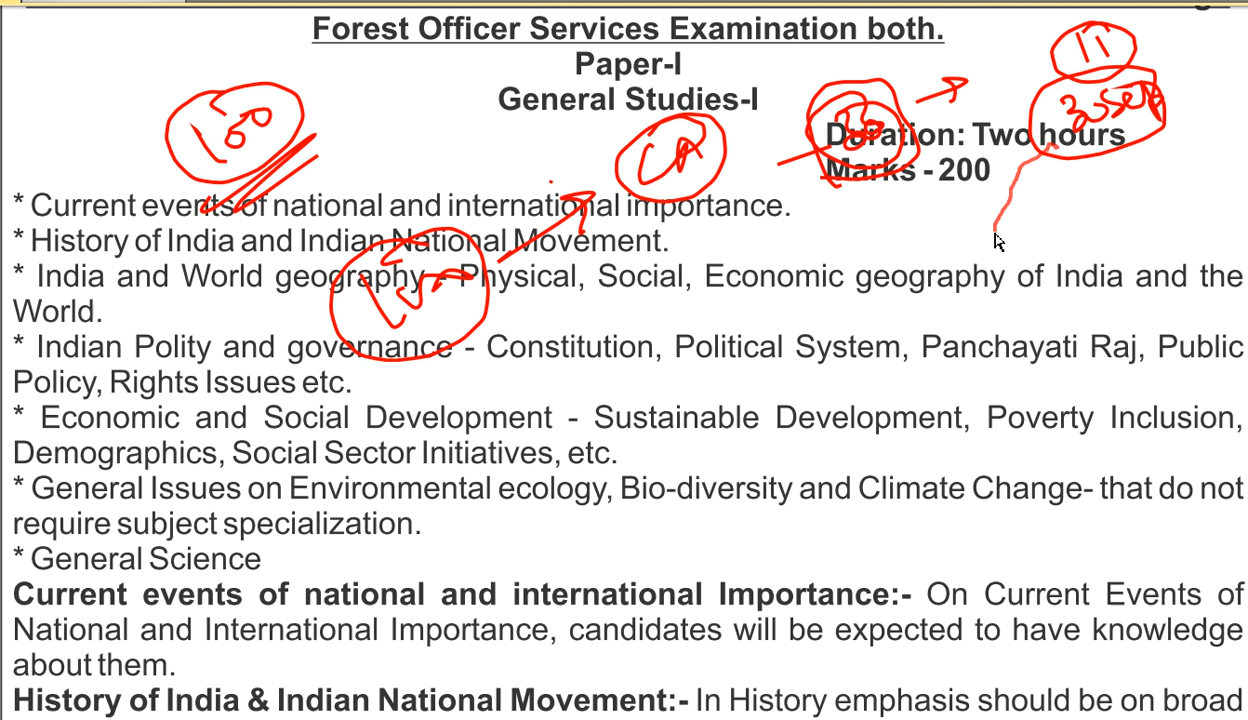 Forest Officer Services Examination both.
Paper-I
General Studies-I
150
CA
30
11
Duration: Two hours
Marks - 200
* Current events of national and international importance.
* History of India and Indian National Movement.
* India and World geography - Physical, Social, Economic geography of India and the
World.
* Indian Polity and governance - Constitution, Political System, Panchayati Raj, Public
Policy, Rights Issues etc.
* Economic and Social Development - Sustainable Development, Poverty Inclusion,
Demographics, Social Sector Initiatives, etc.
* General Issues on Environmental ecology, Bio-diversity and Climate Change- that do not
require subject specialization.
* General Science
Current events of national and international Importance:- On Current Events of
National and International Importance, candidates will be expected to have knowledge
about them.
History of India & Indian National Movement:- In History emphasis should be on broad